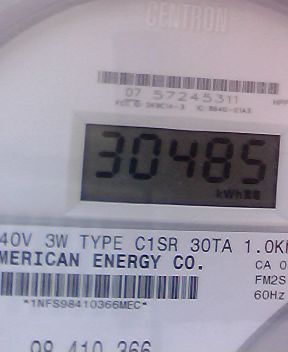 CENTRON
07 57245311
30485
kWh
40V 3W TYPE C1SR 30TA 1.0K
MERICAN ENERGY CO.
CA 0
FM2S
60Hz
*1NFS98410366MEC*
98 410 366